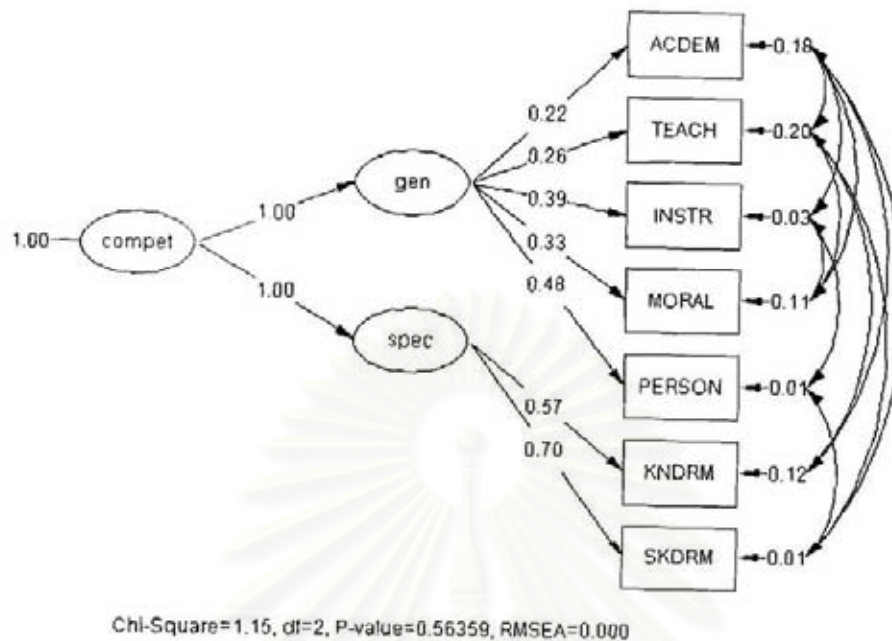 ACDEM
0.18
0.22
TEACH
0.20
0.26
gen
0.39
INSTR
0.03
1.00
1.00
compet
0.33
MORAL
0.11
1.00
0.48
spec
PERSON
0.01
0.57
0.70
KNDRM
0.12
SKDRM
0.01
Chi-Square=1.15, df=2, P-value=0.56359, RMSEA=0.000